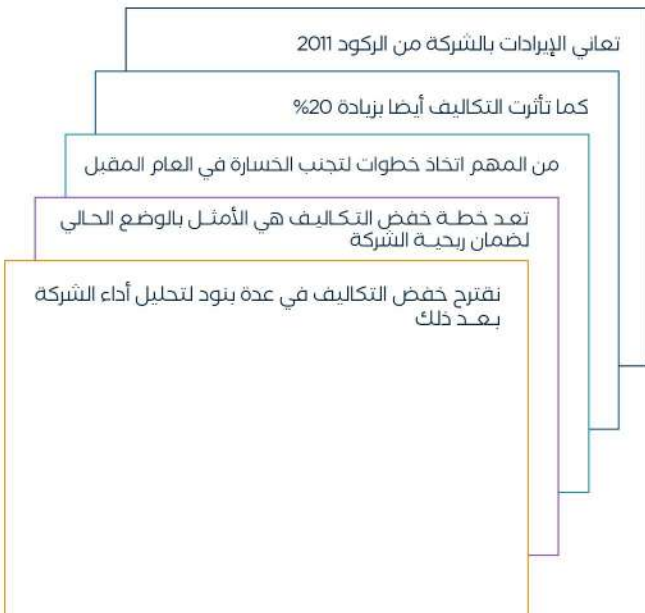 تعاني الإيرادات بالشركة من الركود 2011
كما تأثرت التكاليف أيضا بزيادة 20%
من المهم اتخاذ خطوات لتجنب الخسارة في العام المقبل
تعد خطة خفض التكاليف هي الأمثل بالوضع الحالي
لضمان ربحية الشركة
نقترح خفض التكاليف في عدة بنود لتحليل أداء الشركة
بعد ذلك